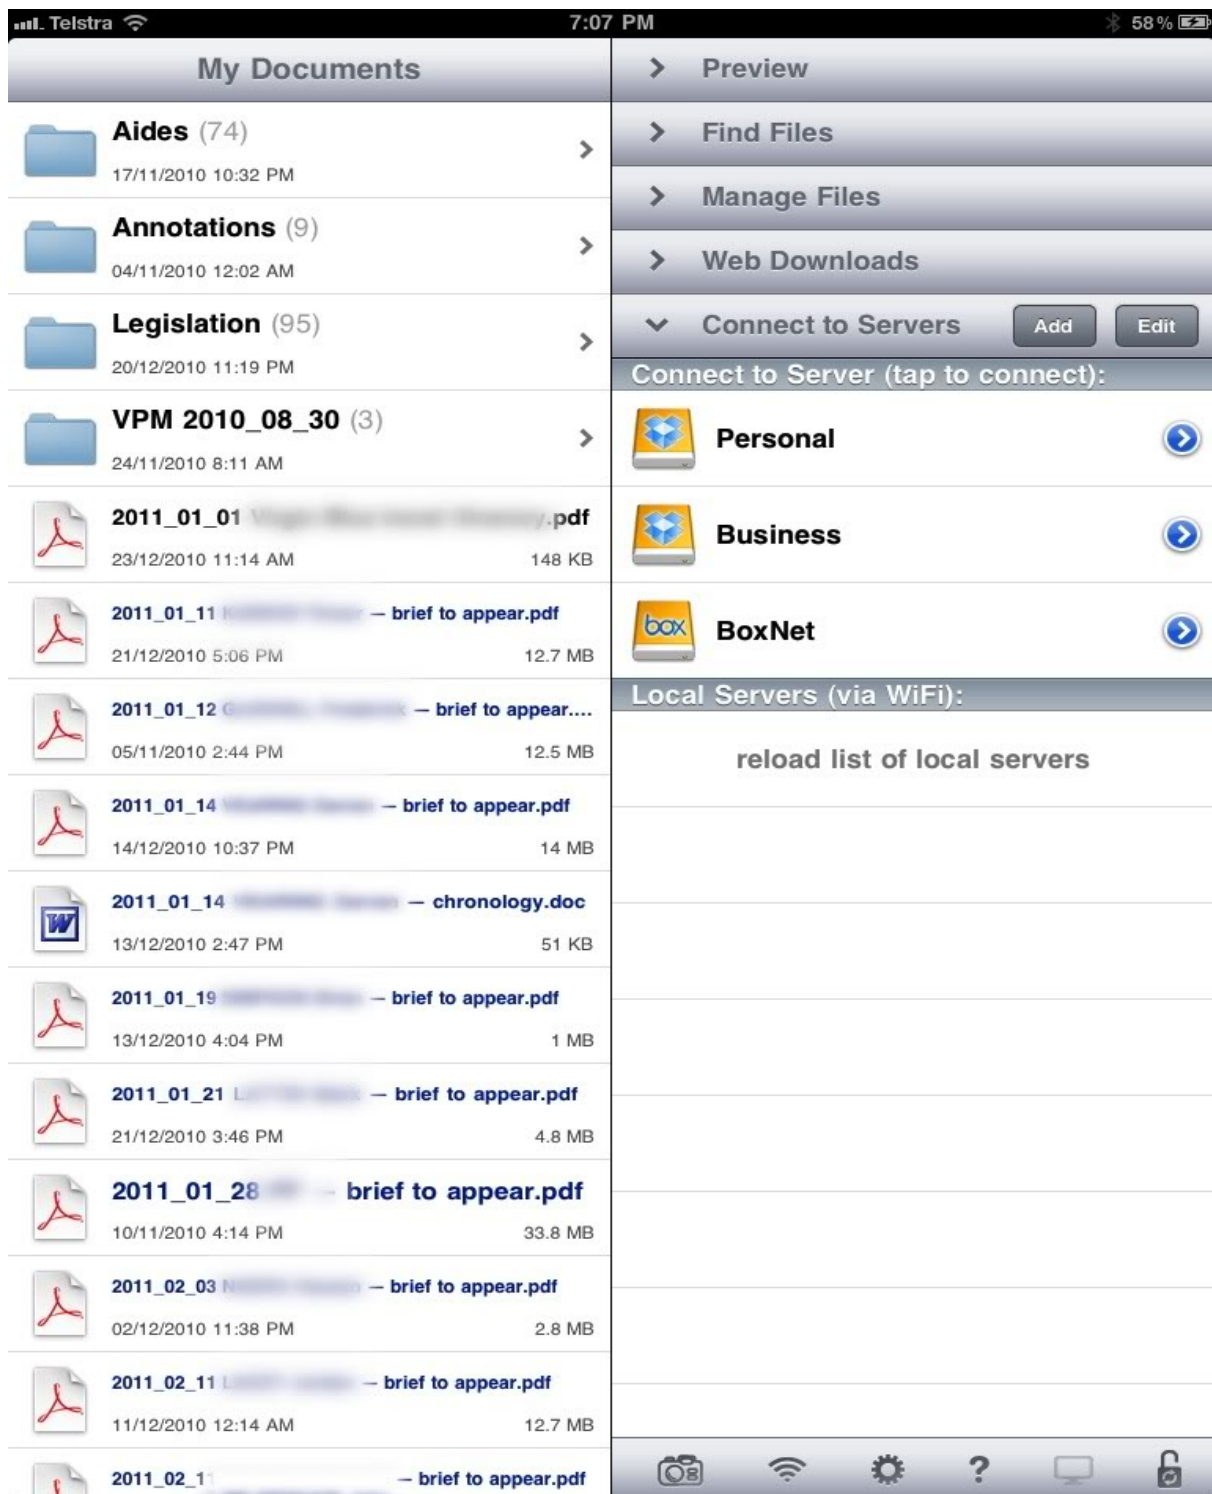 Telstra
7:07 PM
58%
My Documents
Aides (74)
17/11/2010 10:32 PM
Annotations (9)
04/11/2010 12:02 AM
Legislation (95)
20/12/2010 11:19 PM
VPM 2010_08_30 (3)
24/11/2010 8:11 AM
2011_01_01 .pdf
23/12/2010 11:14 AM 148 KB
2011_01_11 — brief to appear.pdf
21/12/2010 5:06 PM 12.7 MB
2011_01_12 — brief to appear....
05/11/2010 2:44 PM 12.5 MB
2011_01_14 — brief to appear.pdf
14/12/2010 10:37 PM 14 MB
2011_01_14 — chronology.doc
13/12/2010 2:47 PM 51 KB
2011_01_19 — brief to appear.pdf
13/12/2010 4:04 PM 1 MB
2011_01_21 — brief to appear.pdf
21/12/2010 3:46 PM 4.8 MB
2011_01_28 – brief to appear.pdf
10/11/2010 4:14 PM 33.8 MB
2011_02_03 — brief to appear.pdf
02/12/2010 11:38 PM 2.8 MB
2011_02_11 — brief to appear.pdf
11/12/2010 12:14 AM 12.7 MB
2011_02_11 — brief to appear.pdf
Preview
Find Files
Manage Files
Web Downloads
Connect to Servers Add Edit
Connect to Server (tap to connect):
Personal
Business
box BoxNet
Local Servers (via WiFi):
reload list of local servers